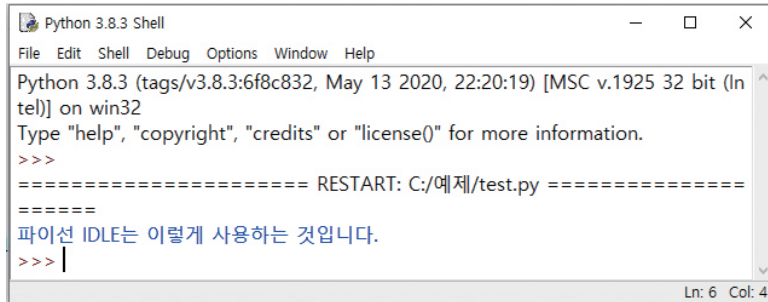 Python 3.8.3 Shell
File Edit Shell Debug Options Window Help
Python 3.8.3 (tags/v3.8.3:6f8c832, May 13 2020, 22:20:19) [MSC v.1925 32 bit (In
tel)] on win32
Type "help", "copyright", "credits" or "license()" for more information.
>>>
====================== RESTART: C:/예제/test.py ===============
======
파이선 IDLE는 이렇게 사용하는 것입니다.
>>>
Ln: 6 Col: 4